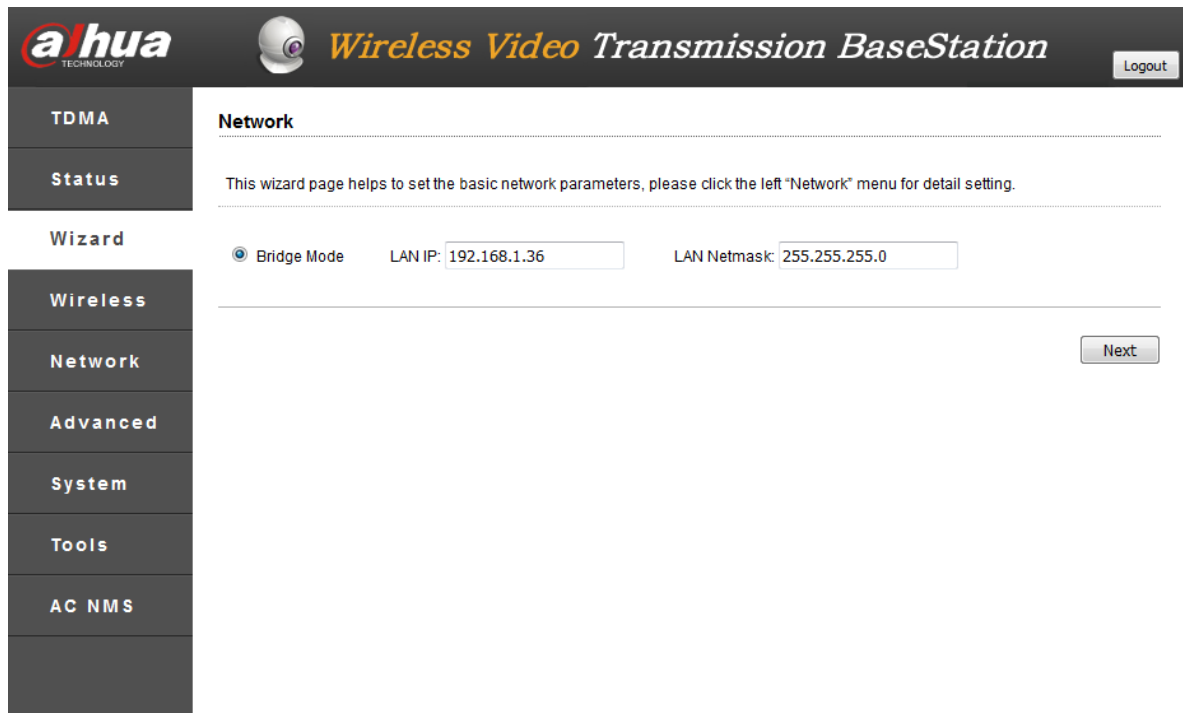 alhua
TECHNOLOGY
Wireless Video Transmission BaseStation
Logout
TDMA
Status
Wizard
Wireless
Network
Advanced
System
Tools
AC NMS
Network
This wizard page helps to set the basic network parameters, please click the left “Network” menu for detail setting.
Bridge Mode LAN IP: 192.168.1.36 LAN Netmask: 255.255.255.0
Next